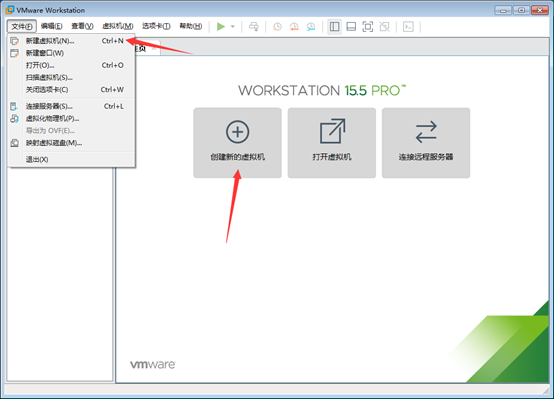 VMware Workstation
文件(F) 编辑(E) 查看(V) 虚拟机(M) 选项卡(T) 帮助(H)
新建虚拟机(N)... Ctrl+N
新建窗口(W)
打开(O)... Ctrl+O
扫描虚拟机(S)...
关闭选项卡(C) Ctrl+W
连接服务器(S)... Ctrl+L
虚拟化物理机(P)...
导出为 OVF(E)...
映射虚拟磁盘(M)...
退出(X)
页
WORKSTATION 15.5 PRO™
创建新的虚拟机
打开虚拟机
连接远程服务器
vmware